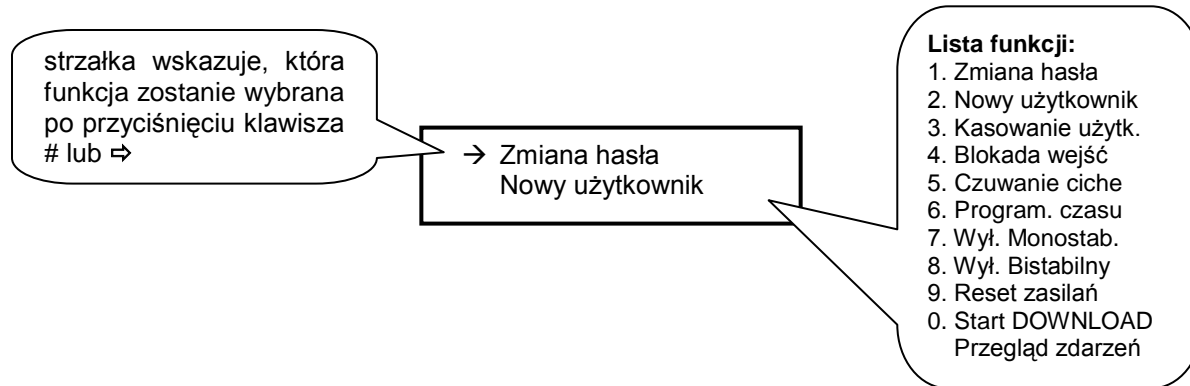 strzałka wskazuje, która
funkcja zostanie wybrana
po przyciśnięciu klawisza
# lub ⇨
→ Zmiana hasła
Nowy użytkownik
Lista funkcji:
1. Zmiana hasła
2. Nowy użytkownik
3. Kasowanie użytk.
4. Blokada wejść
5. Czuwanie ciche
6. Program. czasu
7. Wył. Monostab.
8. Wył. Bistabilny
9. Reset zasilań
0. Start DOWNLOAD
Przegląd zdarzeń